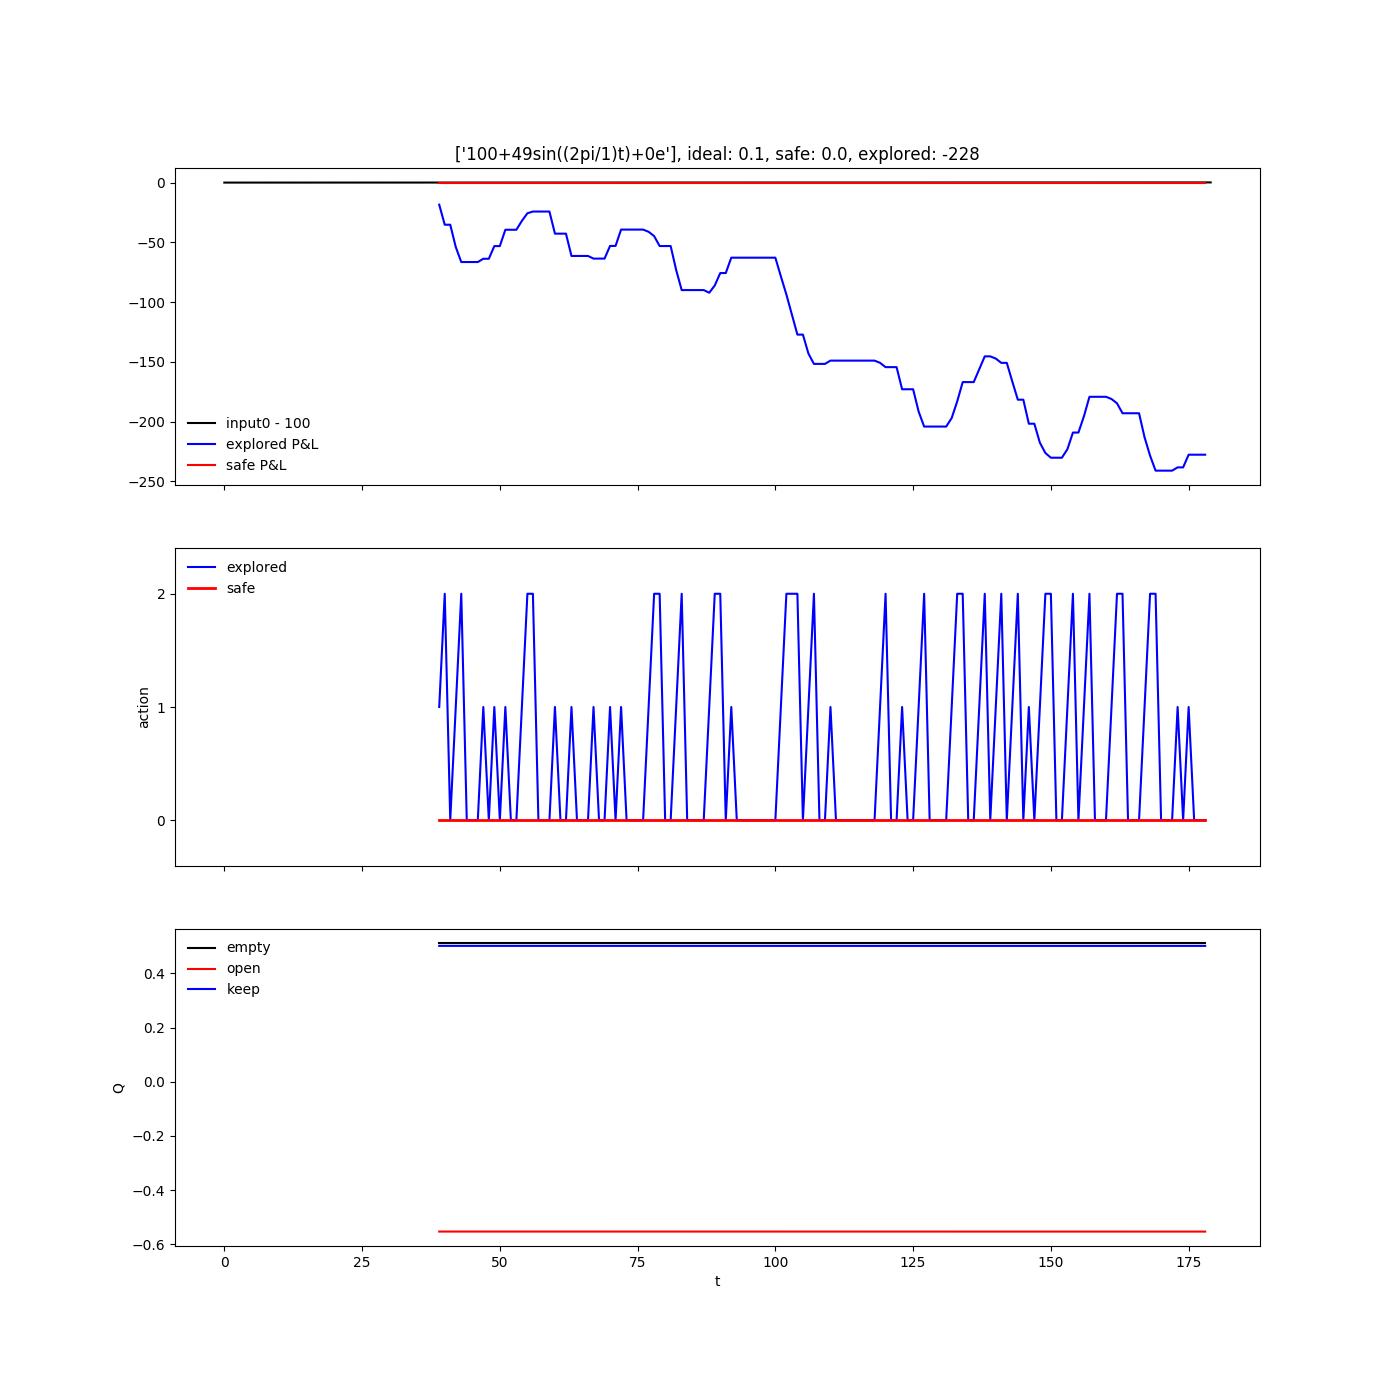 ['100+49sin((2pi/1)t)+0e'], ideal: 0.1, safe: 0.0, explored: -228
0
−50
−100
−150
−200
−250
input0 - 100
explored P&L
safe P&L
explored
safe
2
1
0
action
empty
open
keep
0.4
0.2
0.0
−0.2
−0.4
−0.6
Q
0 25 50 75 100 125 150 175
t